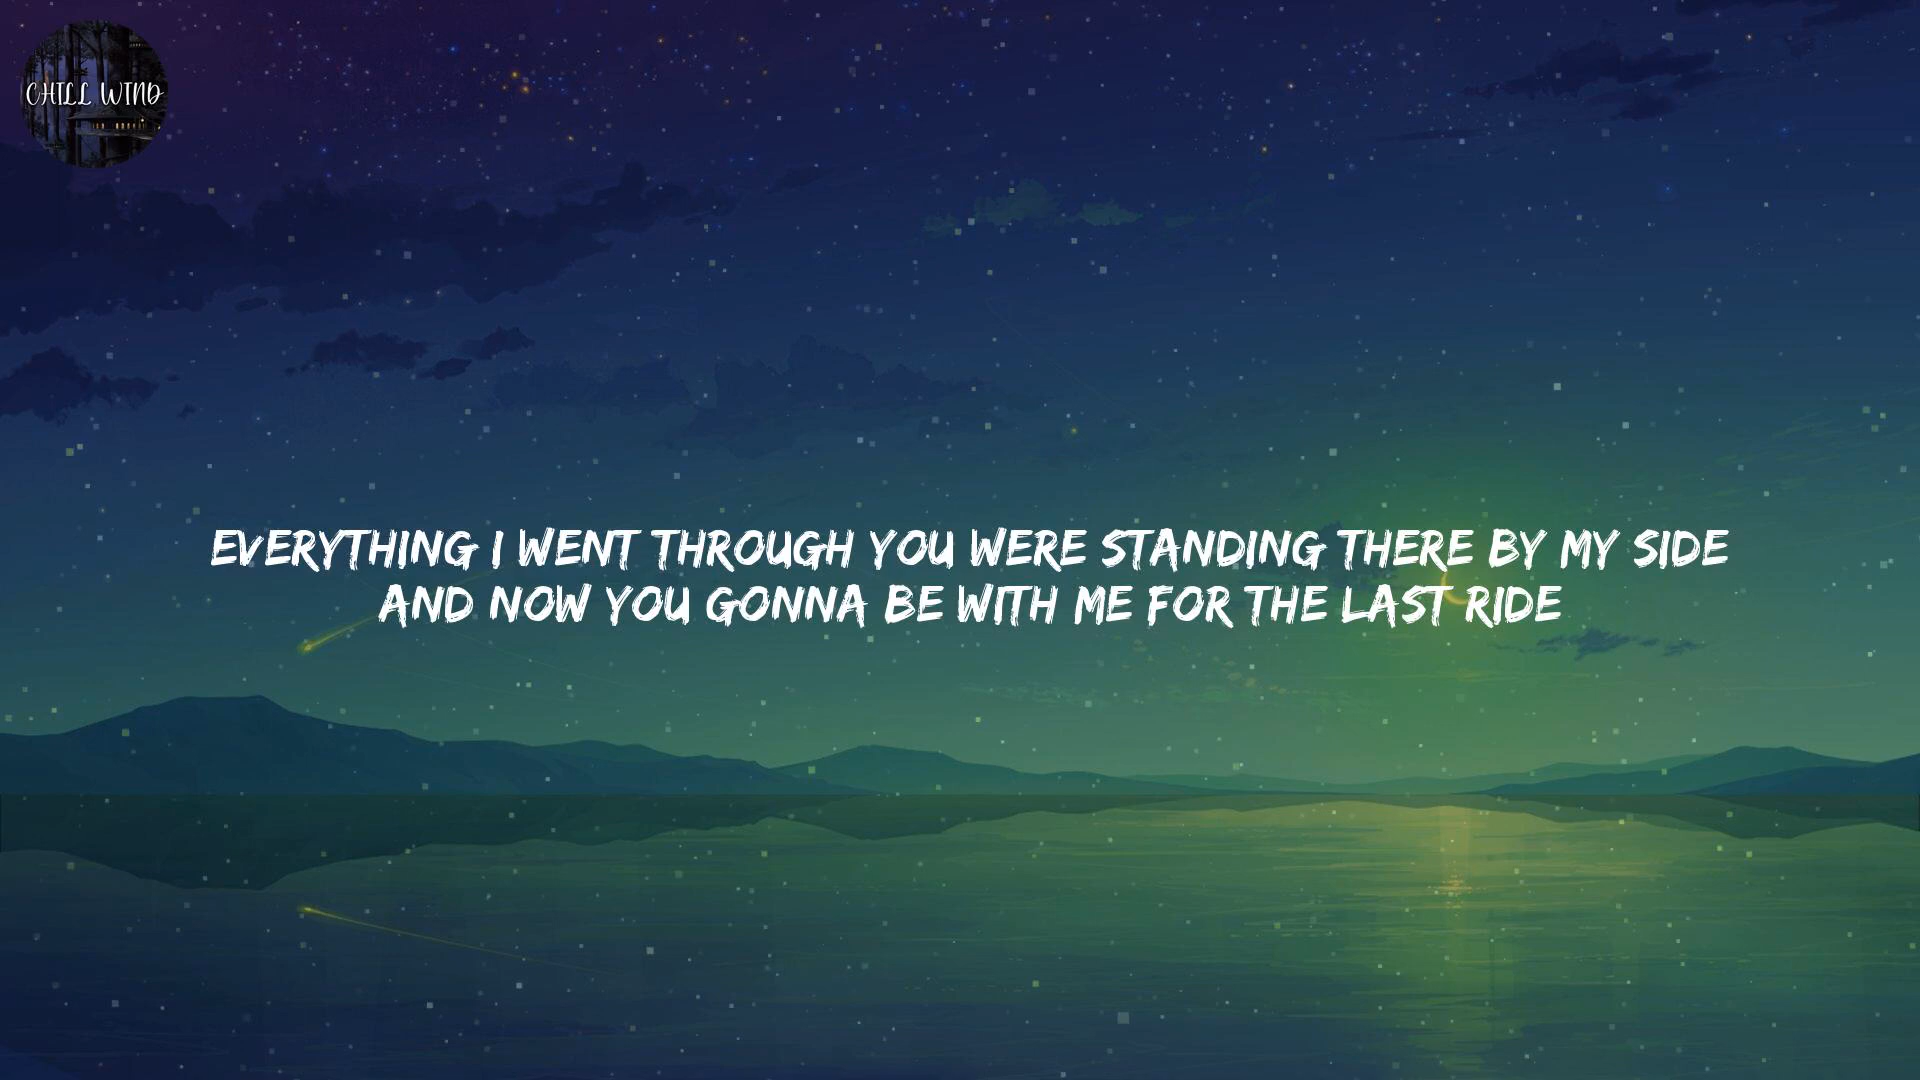 CHILL WIND
EVERYTHING I WENT THROUGH YOU WERE STANDING THERE BY MY SIDE
AND NOW YOU GONNA BE WITH ME FOR THE LAST RIDE